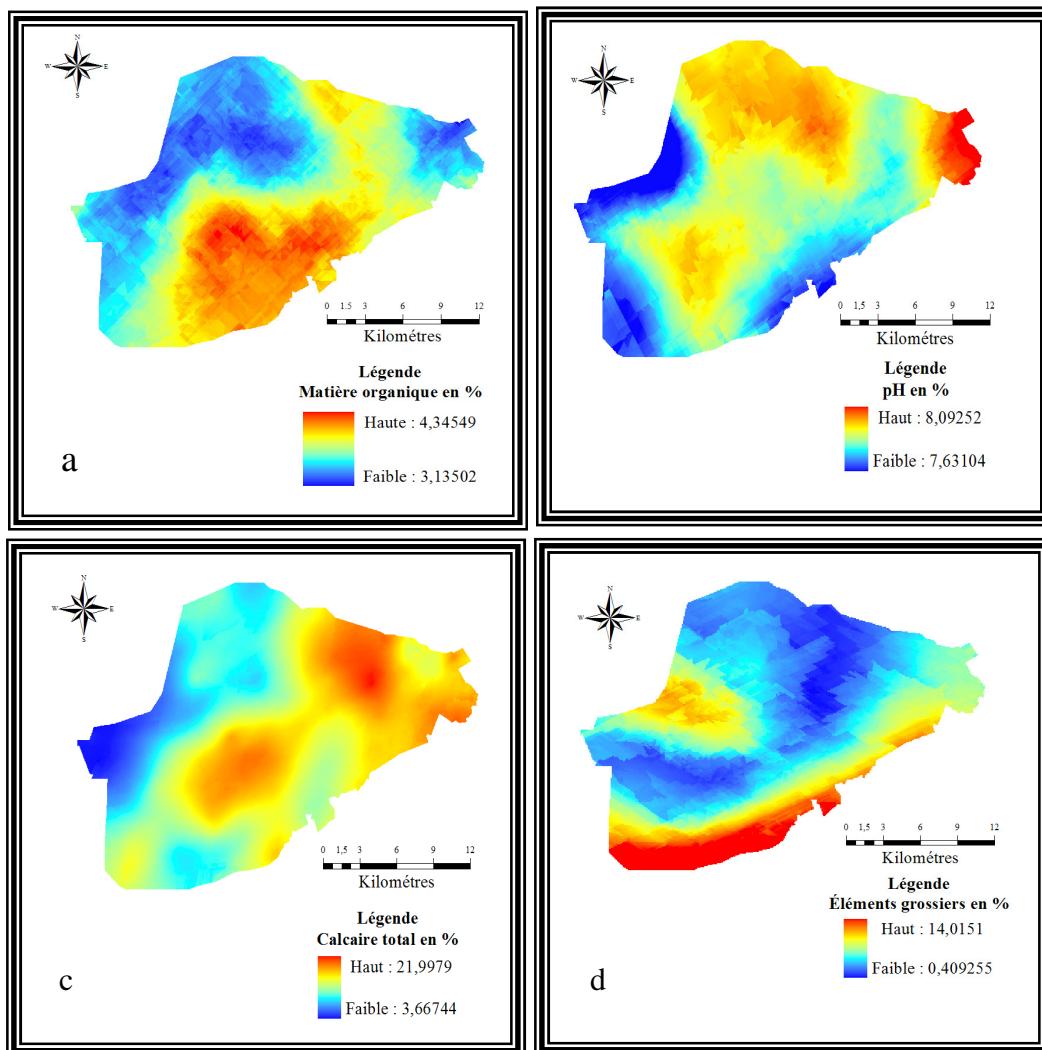 N
W E
S
0 1,5 3 6 9 12
Kilométres
Légende
Matière organique en %
Haute : 4,34549
Faible : 3,13502
a
N
W E
S
0 1,5 3 6 9 12
Kilométres
Légende
pH en %
Haut : 8,09252
Faible : 7,63104
N
W E
S
0 1,5 3 6 9 12
Kilométres
Légende
Calcaire total en %
Haut : 21,9979
Faible : 3,66744
c
N
W E
S
0 1,5 3 6 9 12
Kilométres
Légende
Éléments grossiers en %
Haut : 14,0151
Faible : 0,409255
d